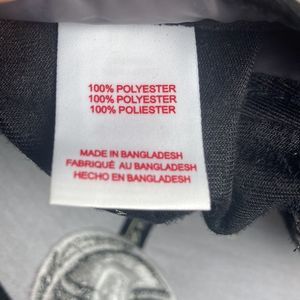 100% POLYESTER
100% POLYESTER
100% POLIESTER
MADE IN BANGLADESH
FABRIQUÉ AU BANGLADESH
HECHO EN BANGLADESH